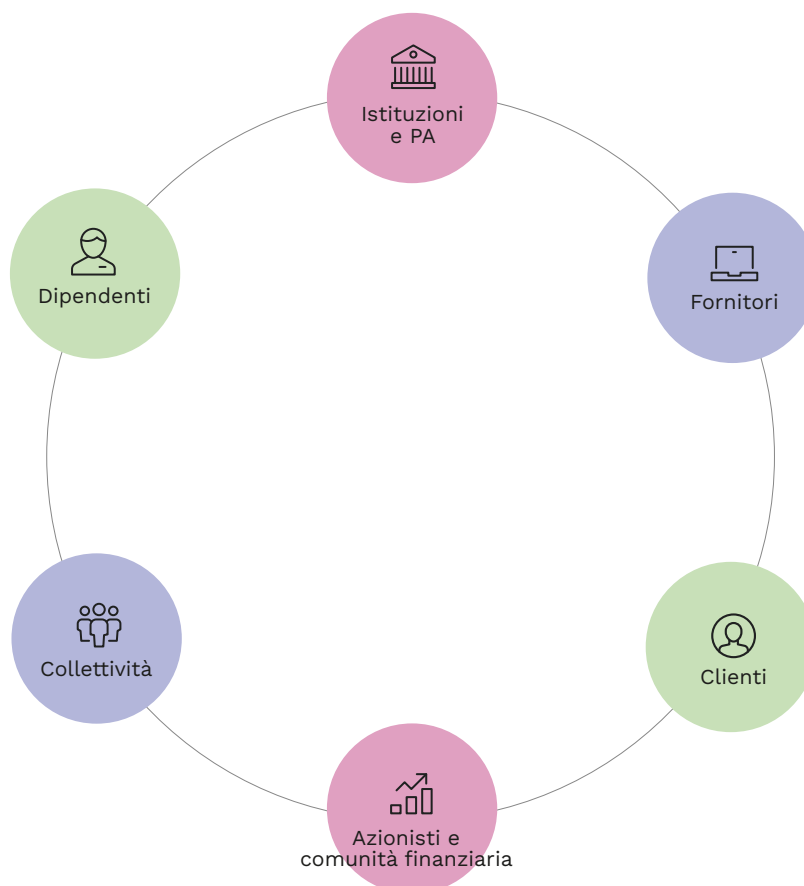 Istituzioni
e PA
Dipendenti
Fornitori
Collettività
Clienti
Azionisti e
comunità finanziaria